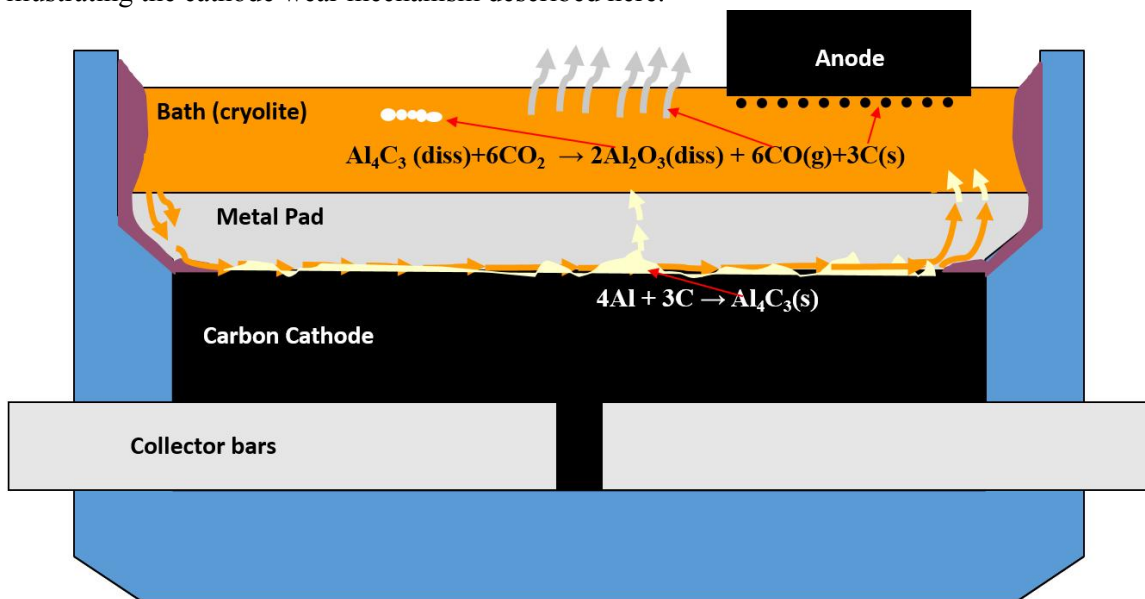 illustrating the cathode wear mechanism described here.
Anode
Bath (cryolite)
Al₄C₃ (diss)+6CO₂ → 2Al₂O₃(diss) + 6CO(g)+3C(s)
Metal Pad
4Al + 3C → Al₄C₃(s)
Carbon Cathode
Collector bars